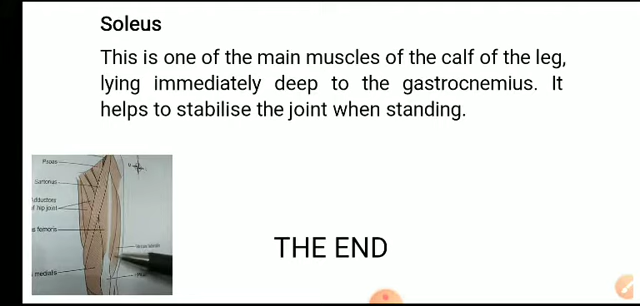 Soleus
This is one of the main muscles of the calf of the leg,
lying immediately deep to the gastrocnemius. It
helps to stabilise the joint when standing.
Psoas
Sartorius
Adductors
of hip joint
femoris
medialis
THE END